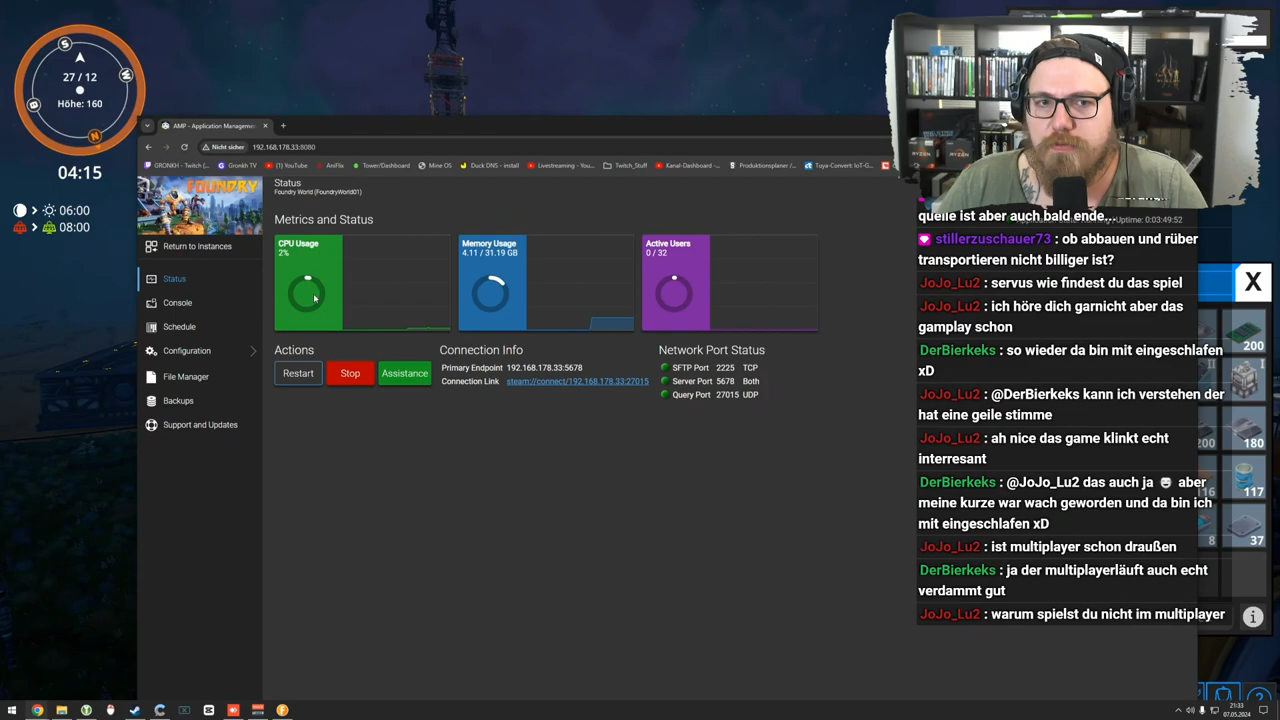 S
27 / 12
W
Höhe: 160
N
04:15
06:00
08:00
AMP - Application Managemen
Nicht sicher
192.168.178.33:8080
GRONKH - Twitch [...
Gronkh TV
(1) YouTube
AniFlix
Tower/Dashboard
Mine OS
Duck DNS - install
Livestreaming - You...
Twitch_Stuff
Kanal-Dashboard -...
Produktionsplaner /...
Tuya-Convert: IoT-G...
FOUNDRY
Status
Foundry World (FoundryWorld01)
Return to Instances
Status
Console
Schedule
Configuration
File Manager
Backups
Support and Updates
Metrics and Status
CPU Usage
2%
Memory Usage
4.11 / 31.19 GB
Active Users
0 / 32
Actions
Restart
Stop
Assistance
Connection Info
Primary Endpoint 192.168.178.33:5678
Connection Link steam://connect/192.168.178.33:27015
Network Port Status
SFTP Port 2225 TCP
Server Port 5678 Both
Query Port 27015 UDP
RYZEN
RYZEN
Uptime: 0:03:49:52
quelle ist aber auch bald ende...
stillerzuschauer73 : ob abbauen und rüber
transportieren nicht billiger ist?
JoJo_Lu2 : servus wie findest du das spiel
JoJo_Lu2 : ich höre dich garnicht aber das
gamplay schon
DerBierkeks : so wieder da bin mit eingeschlafen
xD
JoJo_Lu2 : @DerBierkeks kann ich verstehen der
hat eine geile stimme
JoJo_Lu2 : ah nice das game klinkt echt
interresant
DerBierkeks : @JoJo_Lu2 das auch ja aber
meine kurze war wach geworden und da bin ich
mit eingeschlafen xD
JoJo_Lu2 : ist multiplayer schon draußen
DerBierkeks : ja der multiplayerläuft auch echt
verdammt gut
JoJo_Lu2 : warum spielst du nicht im multiplayer
X
200
200
180
116
117
8
37
21:33
07.05.2024